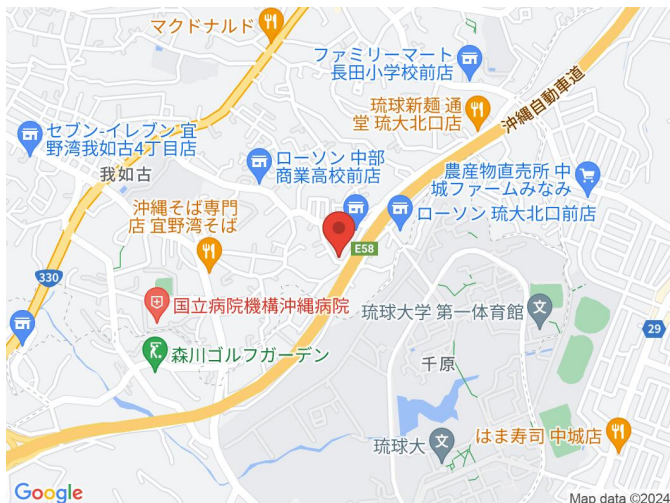 マクドナルド
ファミリーマート
長田小学校前店
琉球新麺 通
堂 琉大北口店
沖縄自動車道
セブン-イレブン 宜
野湾我如古4丁目店
我如古
ローソン 中部
商業高校前店
農産物直売所 中
城ファームみなみ
沖縄そば専門
店 宜野湾そば
ローソン 琉大北口前店
E58
330
国立病院機構沖縄病院
琉球大学 第一体育館
29
森川ゴルフガーデン
千原
はま寿司 中城店
琉球大
Google
Map data ©2024